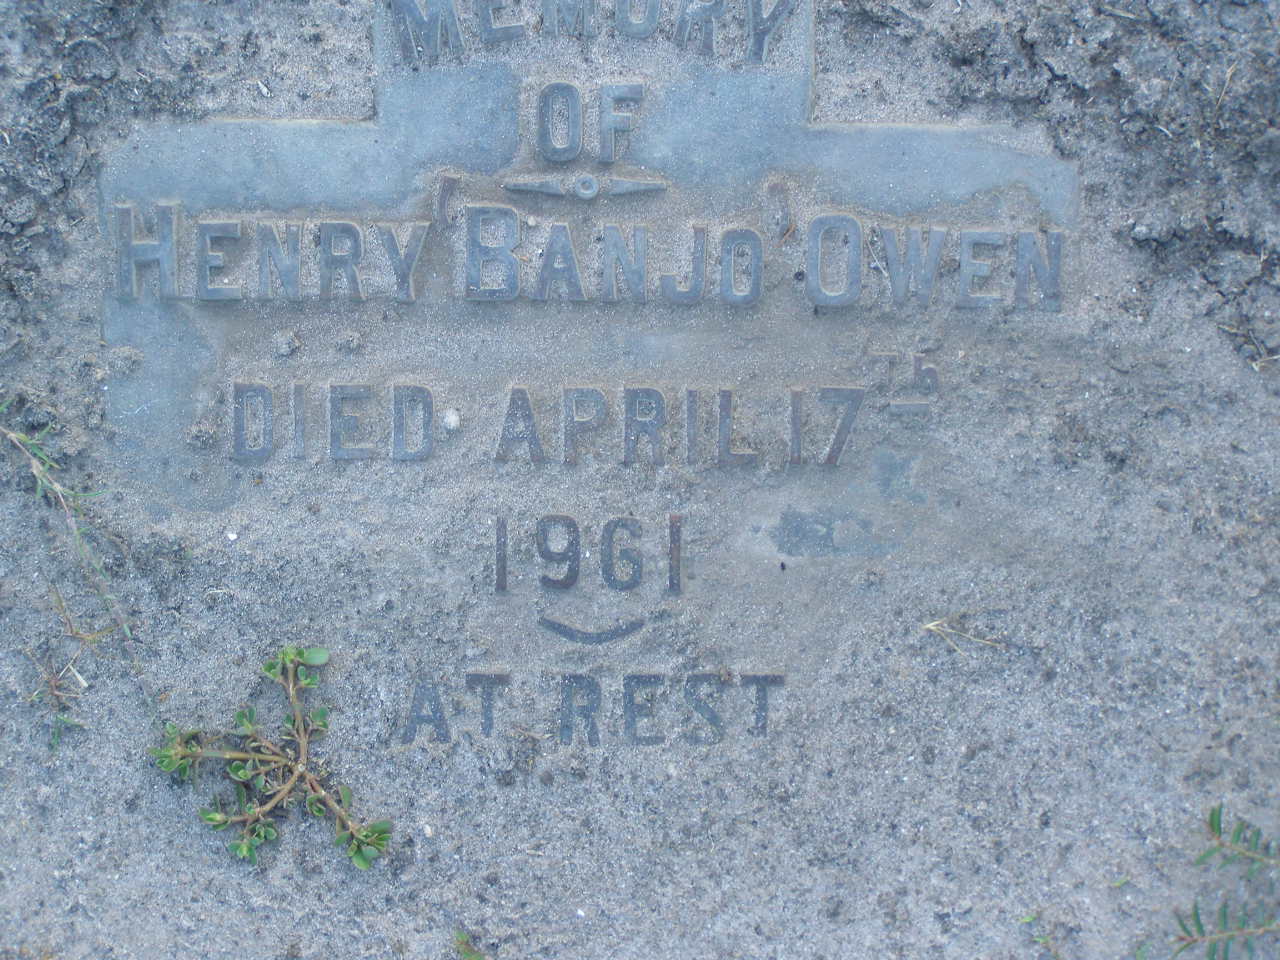 MEMORY
OF
HENRY "BANJO" OWEN
DIED APRIL 17TH
1961
AT REST